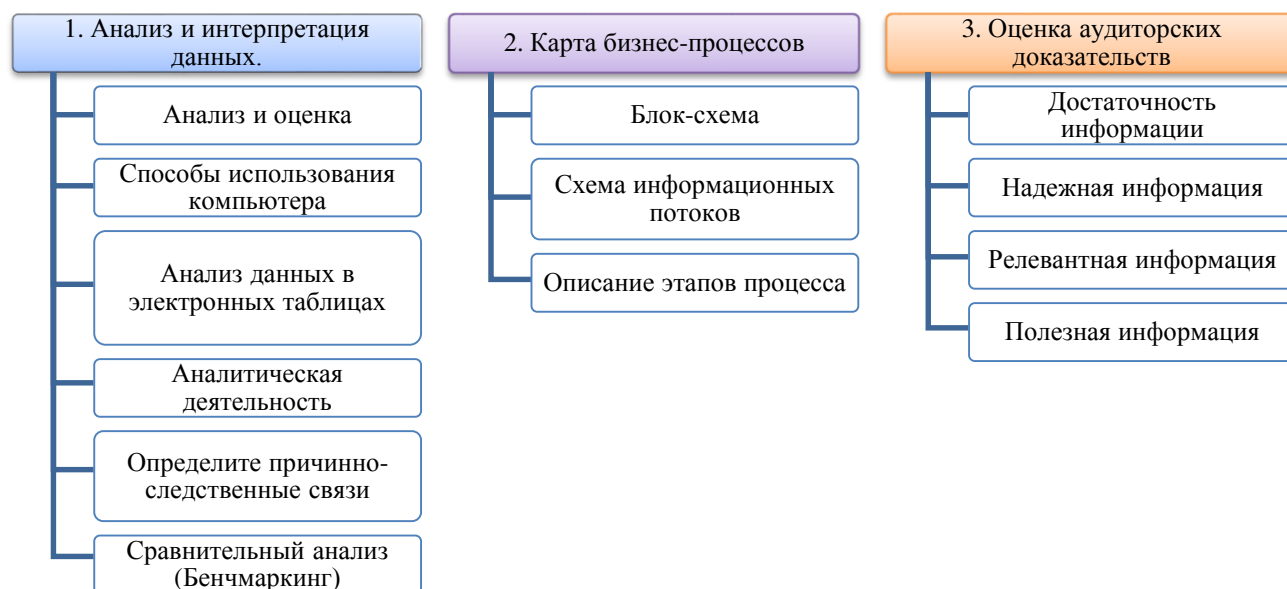 1. Анализ и интерпретация
данных.
Анализ и оценка
Способы использования
компьютера
Анализ данных в
электронных таблицах
Аналитическая
деятельность
Определите причинно-
следственные связи
Сравнительный анализ
(Бенчмаркинг)
2. Карта бизнес-процессов
Блок-схема
Схема информационных
потоков
Описание этапов процесса
3. Оценка аудиторских
доказательств
Достаточность
информации
Надежная информация
Релевантная информация
Полезная информация